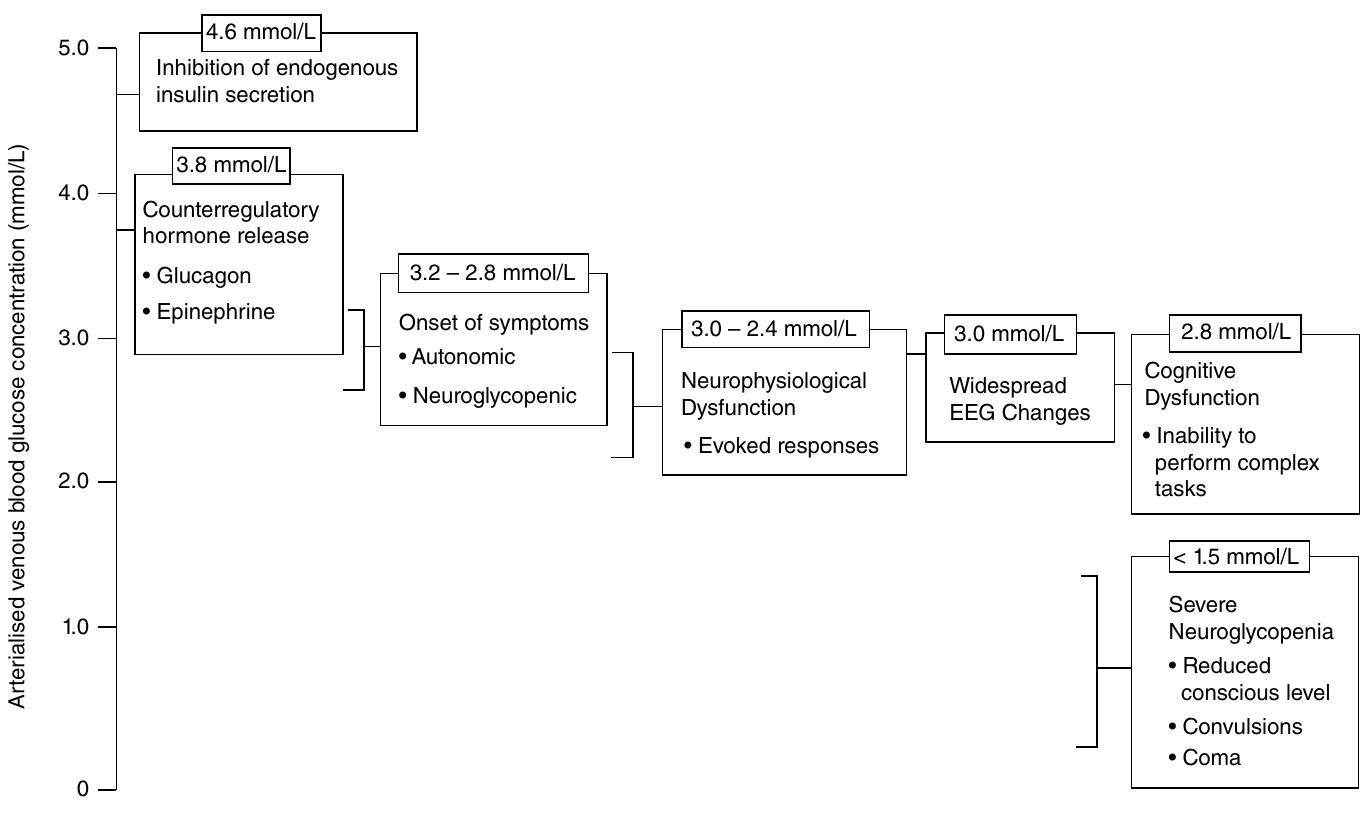 Arterialised venous blood glucose concentration (mmol/L)
5.0
4.0
3.0
2.0
1.0
0
4.6 mmol/L
Inhibition of endogenous
insulin secretion
3.8 mmol/L
Counterregulatory
hormone release
• Glucagon
• Epinephrine
3.2 – 2.8 mmol/L
Onset of symptoms
• Autonomic
• Neuroglycopenic
3.0 – 2.4 mmol/L
Neurophysiological
Dysfunction
• Evoked responses
3.0 mmol/L
Widespread
EEG Changes
2.8 mmol/L
Cognitive
Dysfunction
• Inability to
perform complex
tasks
< 1.5 mmol/L
Severe
Neuroglycopenia
• Reduced
conscious level
• Convulsions
• Coma